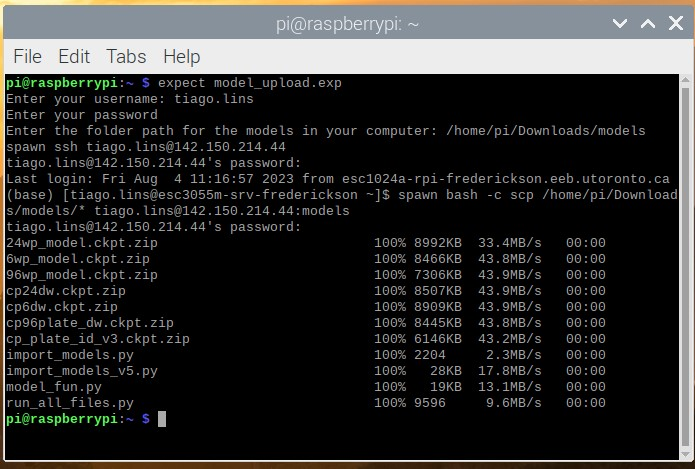 pi@raspberrypi: ~
File Edit Tabs Help
pi@raspberrypi:~ $ expect model_upload.exp
Enter your username: tiago.lins
Enter your password
Enter the folder path for the models in your computer: /home/pi/Downloads/models
spawn ssh tiago.lins@142.150.214.44
tiago.lins@142.150.214.44's password:
Last login: Fri Aug  4 11:16:57 2023 from esc1024a-rpi-frederickson.eeb.utoronto.ca
(base) [tiago.lins@esc3055m-srv-frederickson ~]$ spawn bash -c scp /home/pi/Download
s/models/* tiago.lins@142.150.214.44:models
tiago.lins@142.150.214.44's password:
24wp_model.ckpt.zip 100% 8992KB 33.4MB/s 00:00
6wp_model.ckpt.zip 100% 8466KB 43.8MB/s 00:00
96wp_model.ckpt.zip 100% 7306KB 43.9MB/s 00:00
cp24dw.ckpt.zip 100% 8507KB 43.9MB/s 00:00
cp6dw.ckpt.zip 100% 8909KB 43.9MB/s 00:00
cp96plate_dw.ckpt.zip 100% 8445KB 43.8MB/s 00:00
cp_plate_id_v3.ckpt.zip 100% 6146KB 43.2MB/s 00:00
import_models.py 100% 2204 2.3MB/s 00:00
import_models_v5.py 100% 28KB 17.8MB/s 00:00
model_fun.py 100% 19KB 13.1MB/s 00:00
run_all_files.py 100% 9596 9.6MB/s 00:00
pi@raspberrypi:~ $